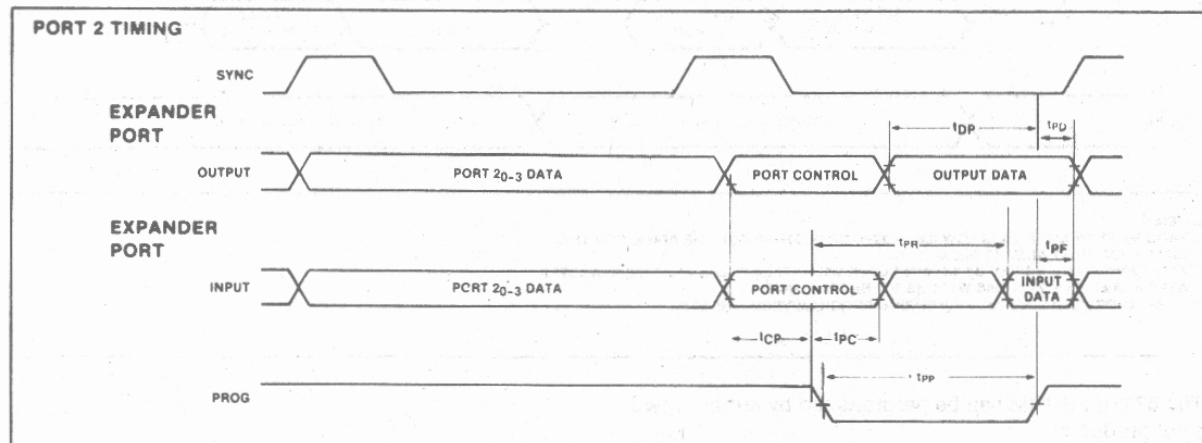 PORT 2 TIMING
SYNC
EXPANDER
PORT
tDP
tPD
OUTPUT
PORT 20-3 DATA
PORT CONTROL
OUTPUT DATA
EXPANDER
PORT
tPR
tPF
INPUT
PORT 20-3 DATA
PORT CONTROL
INPUT
DATA
tCP
tPC
tPP
PROG